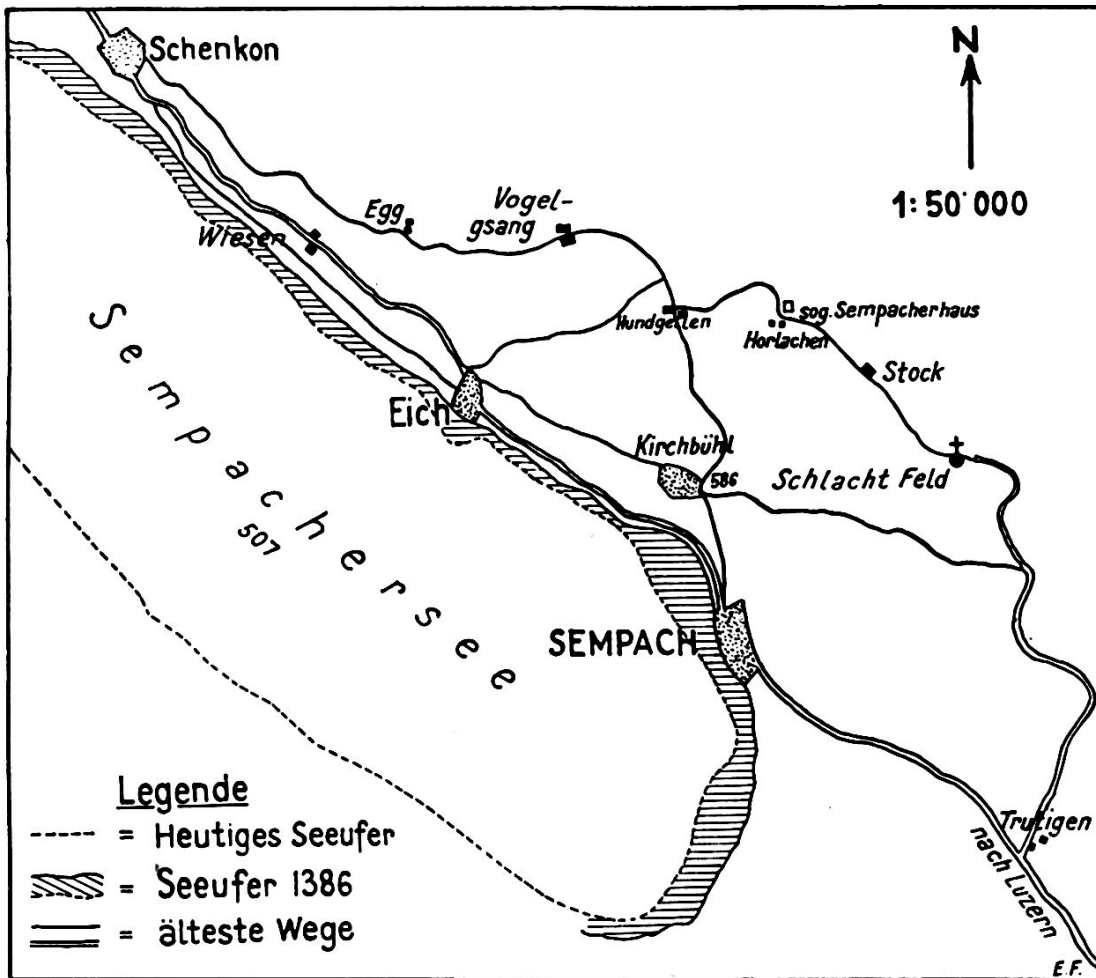 Schenkon
N
1:50'000
Egg
Vogel-
gsang
Wiesen
Hundgellen
sog. Sempacherhaus
Horlachen
Stock
Eich
Kirchbühl
586
Schlacht Feld
Sempachersee
507
SEMPACH
Legende
= Heutiges Seeufer
= Seeufer 1386
= älteste Wege
Trutigen
nach Luzern
E.F.